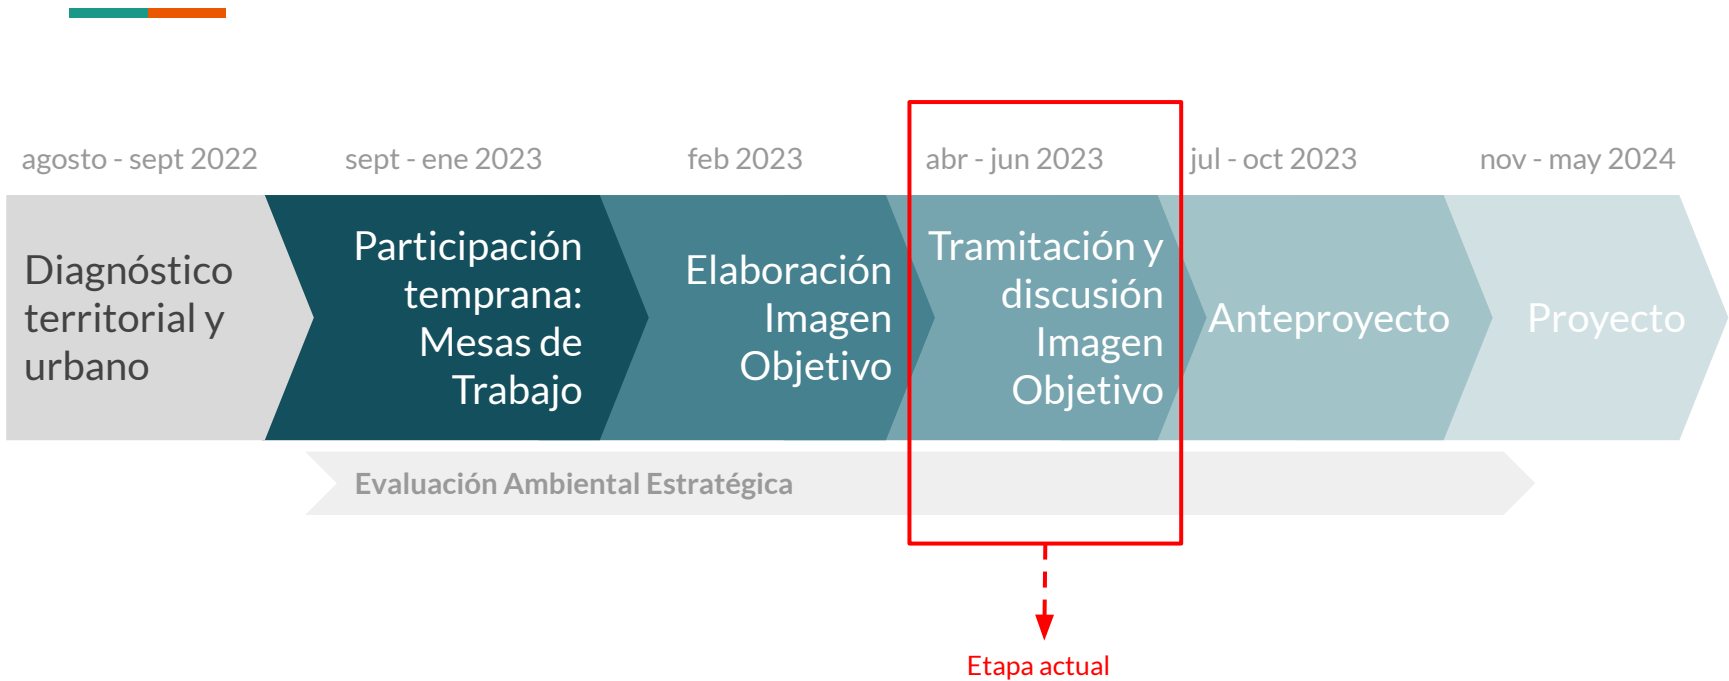 agosto - sept 2022
sept - ene 2023
feb 2023
abr - jun 2023
jul - oct 2023
nov - may 2024
Diagnóstico
territorial y
urbano
Participación
temprana:
Mesas de
Trabajo
Elaboración
Imagen
Objetivo
Tramitación y
discusión
Imagen
Objetivo
Anteproyecto
Proyecto
Evaluación Ambiental Estratégica
Etapa actual